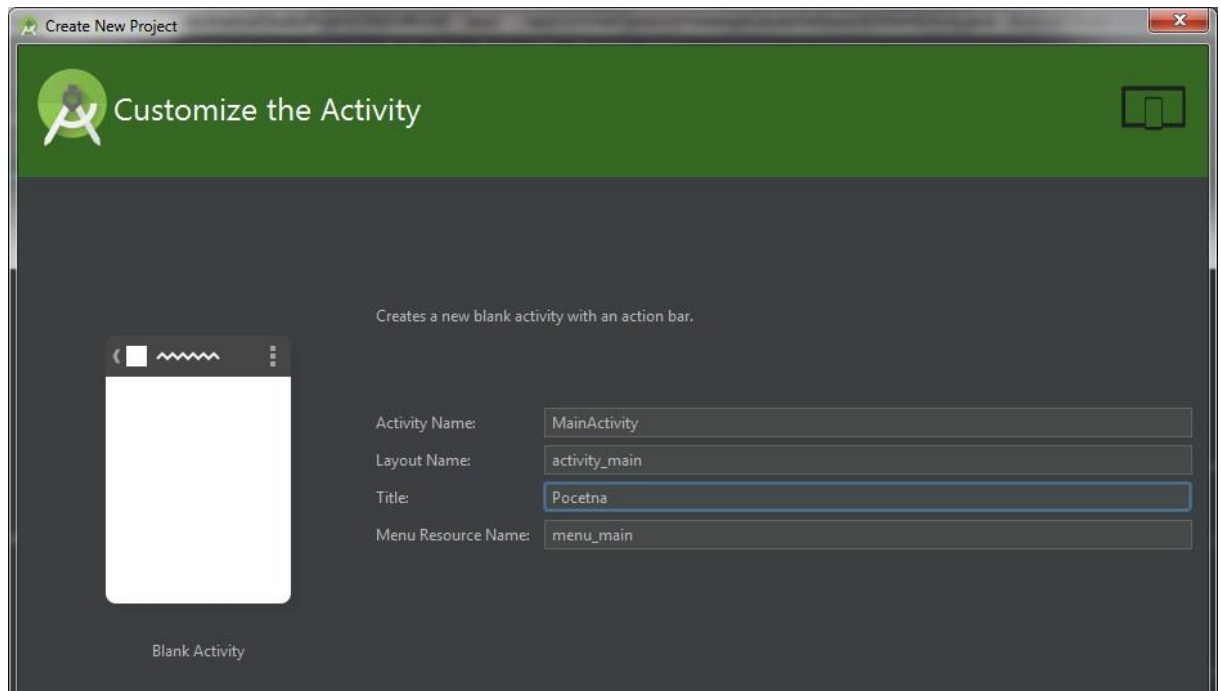 Create New Project
Customize the Activity
Creates a new blank activity with an action bar.
Activity Name: MainActivity
Layout Name: activity_main
Title: Pocetna
Menu Resource Name: menu_main
Blank Activity